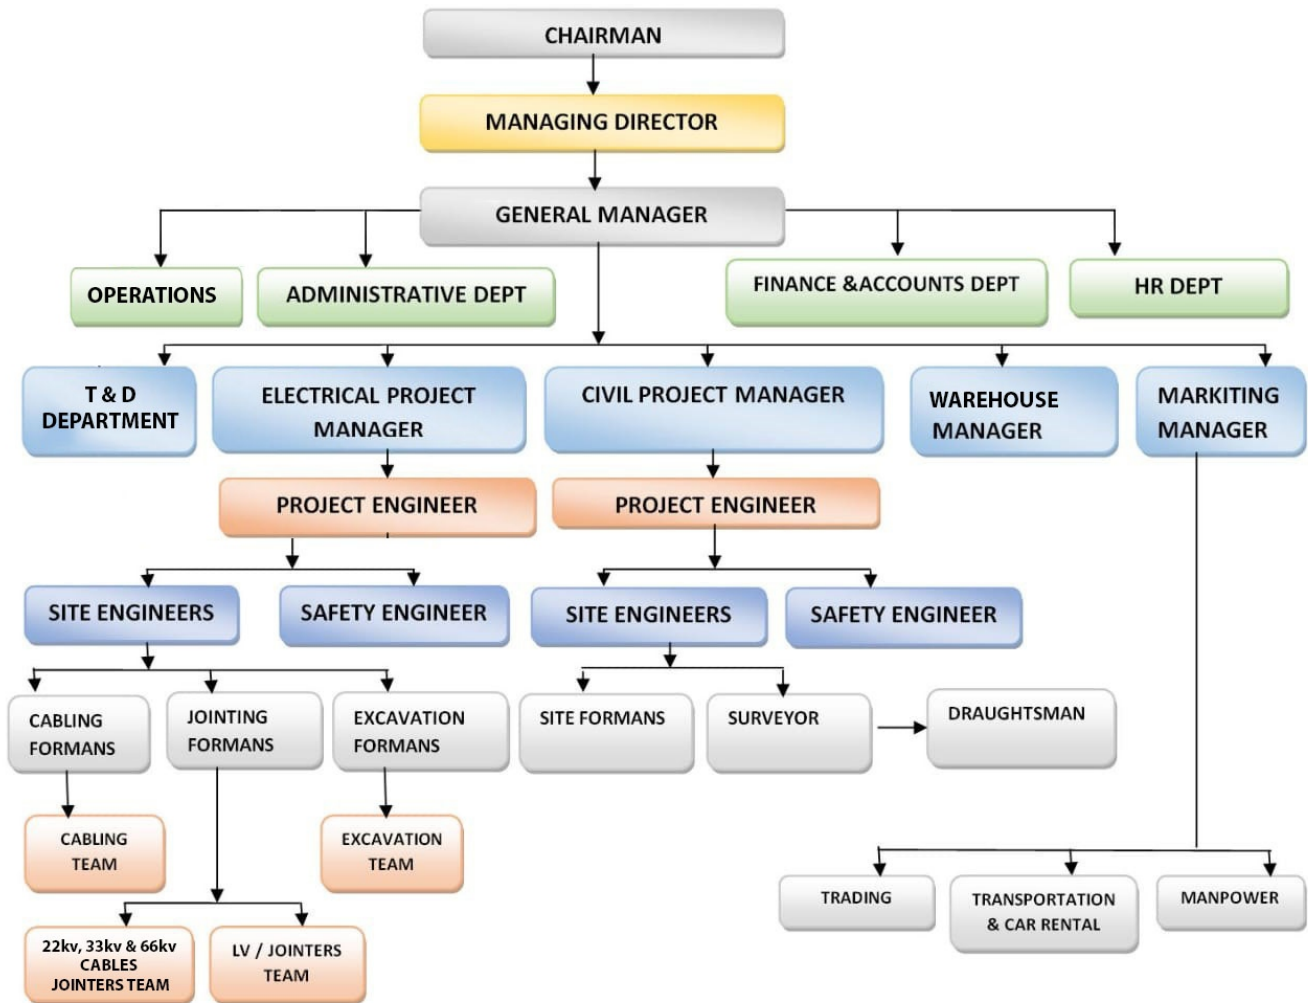 CHAIRMAN
MANAGING DIRECTOR
GENERAL MANAGER
OPERATIONS
ADMINISTRATIVE DEPT
FINANCE &ACCOUNTS DEPT
HR DEPT
T & D
DEPARTMENT
ELECTRICAL PROJECT
MANAGER
CIVIL PROJECT MANAGER
WAREHOUSE
MANAGER
MARKITING
MANAGER
PROJECT ENGINEER
PROJECT ENGINEER
SITE ENGINEERS
SAFETY ENGINEER
SITE ENGINEERS
SAFETY ENGINEER
CABLING
FORMANS
JOINTING
FORMANS
EXCAVATION
FORMANS
SITE FORMANS
SURVEYOR
DRAUGHTSMAN
CABLING
TEAM
EXCAVATION
TEAM
TRADING
TRANSPORTATION
& CAR RENTAL
MANPOWER
22kv, 33kv & 66kv
CABLES
JOINTERS TEAM
LV / JOINTERS
TEAM